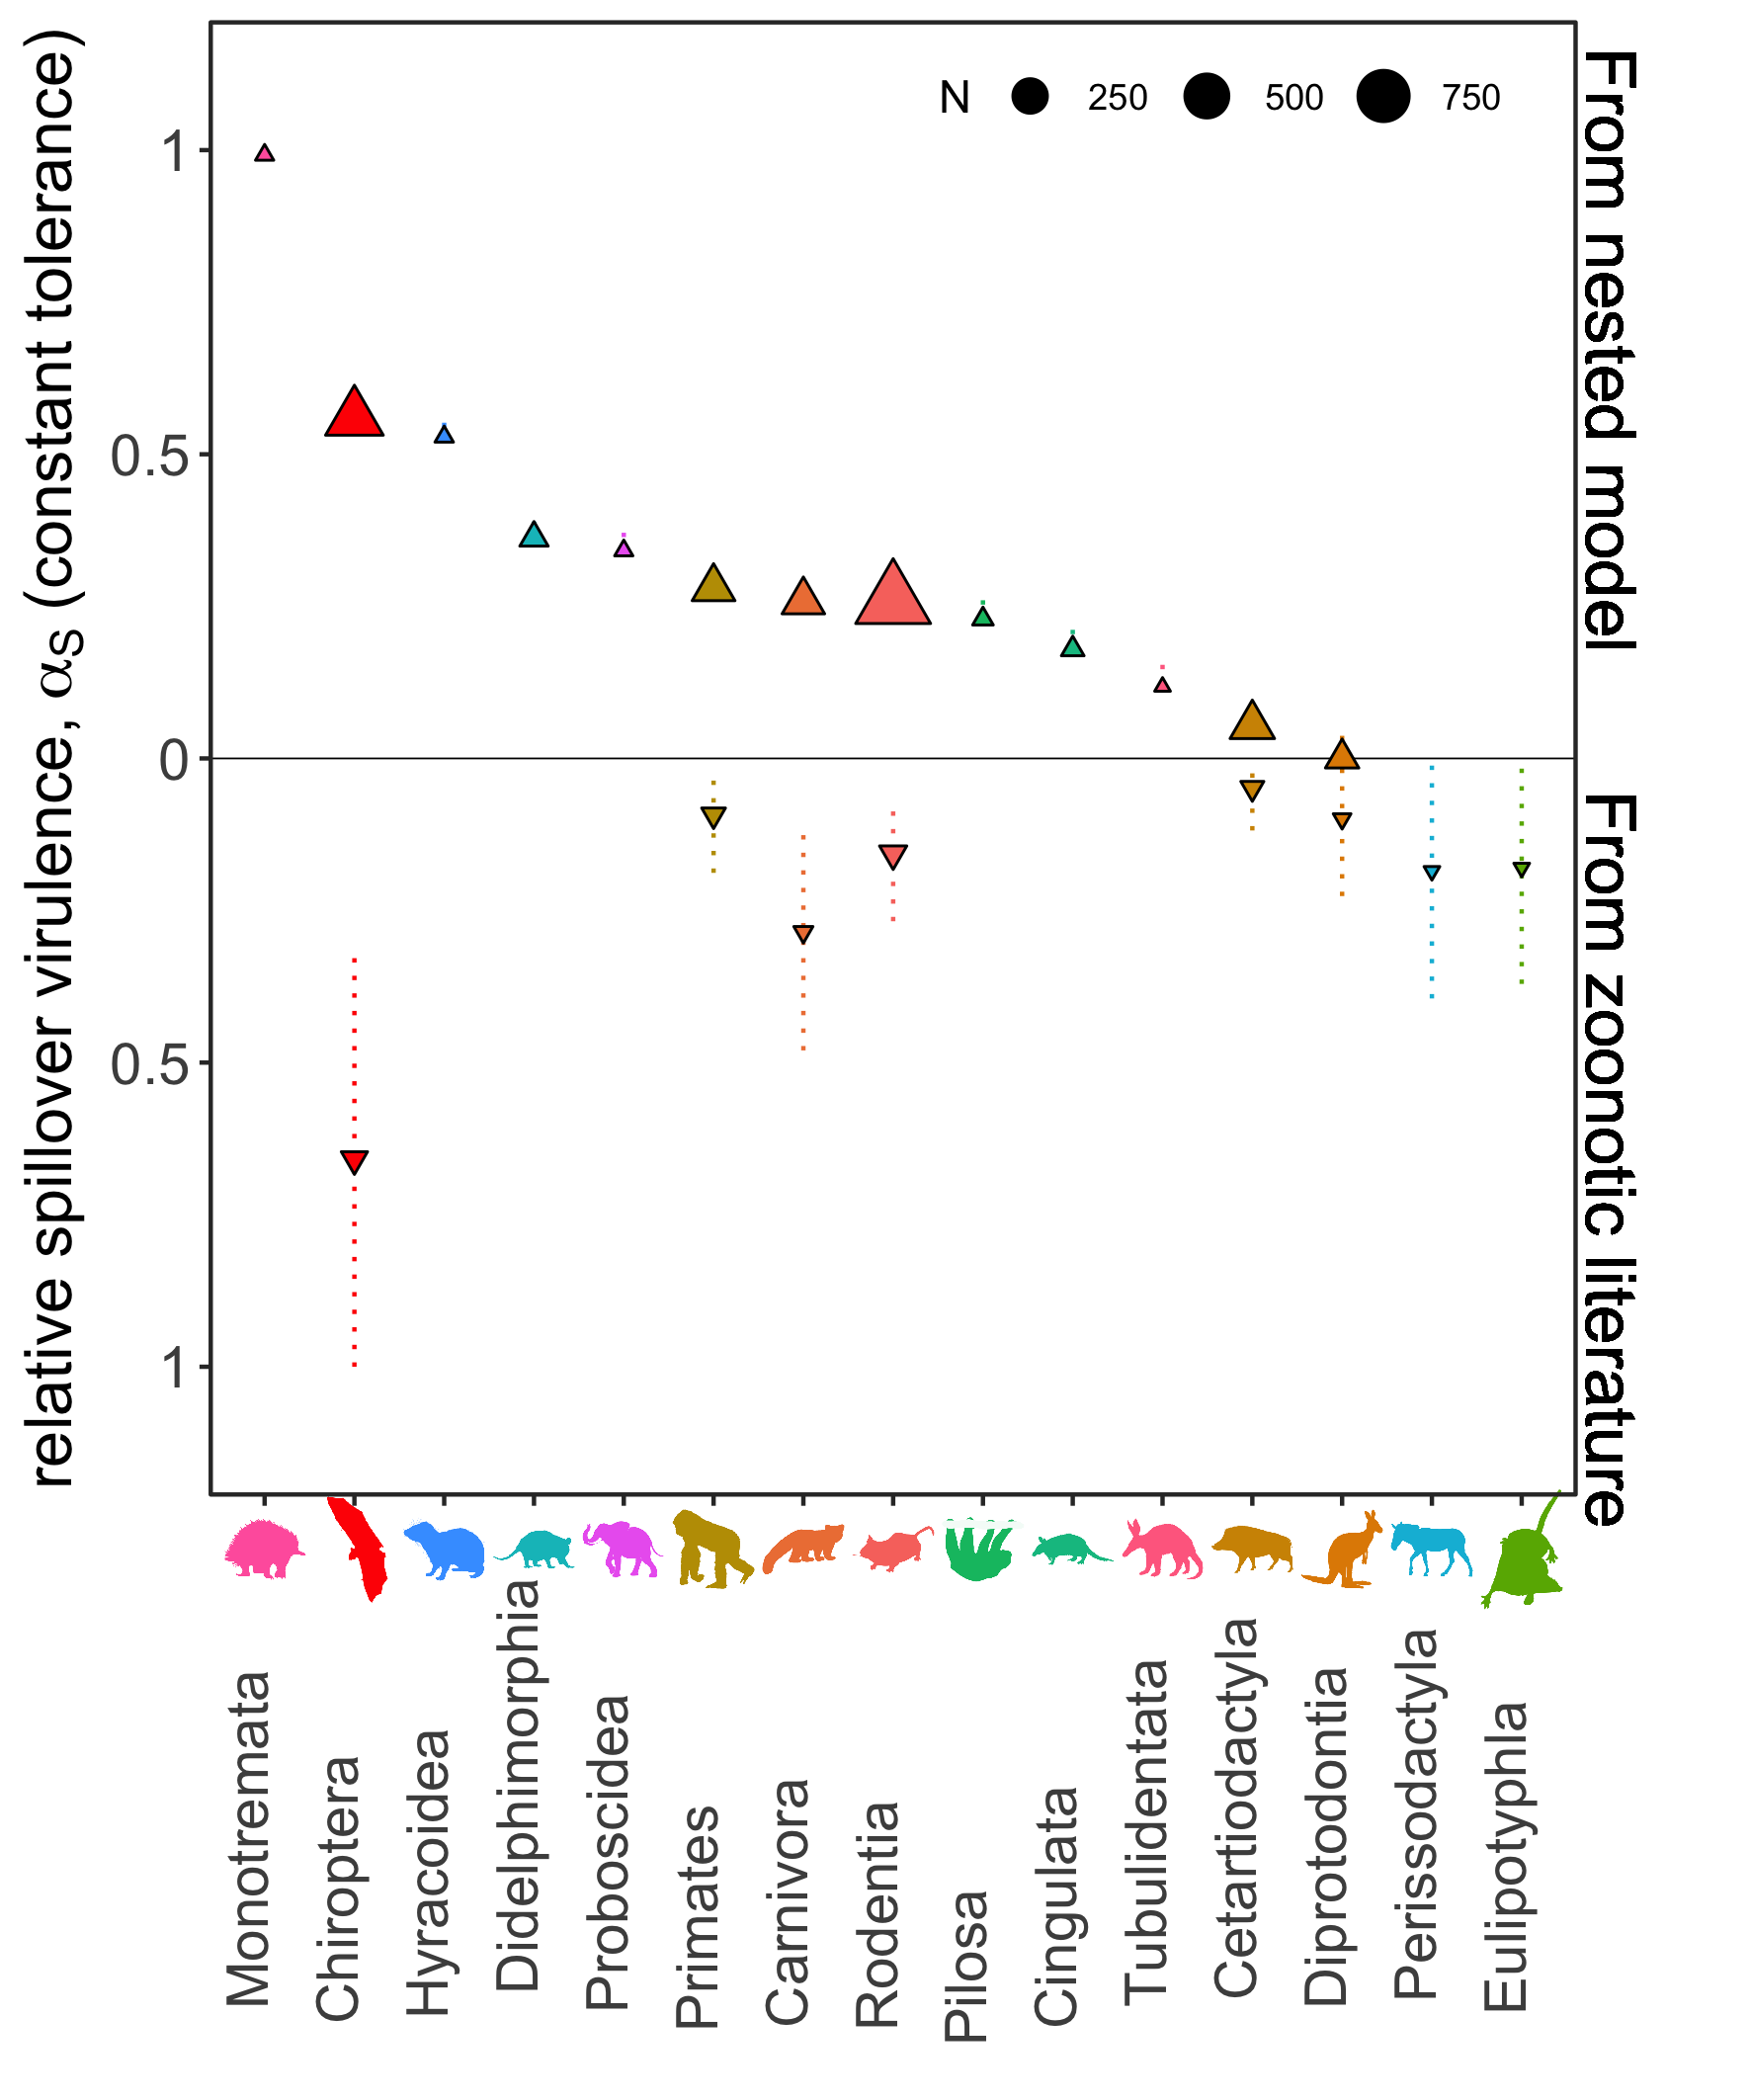 relative spillover virulence, αS (constant tolerance)
N 250 500 750
1
0.5
0
0.5
1
From nested model
From zoonotic literature
Monotremata
Chiroptera
Hyracoidea
Didelphimorphia
Proboscidea
Primates
Carnivora
Rodentia
Pilosa
Cingulata
Tubulidentata
Cetartiodactyla
Diprotodontia
Perissodactyla
Eulipotyphla